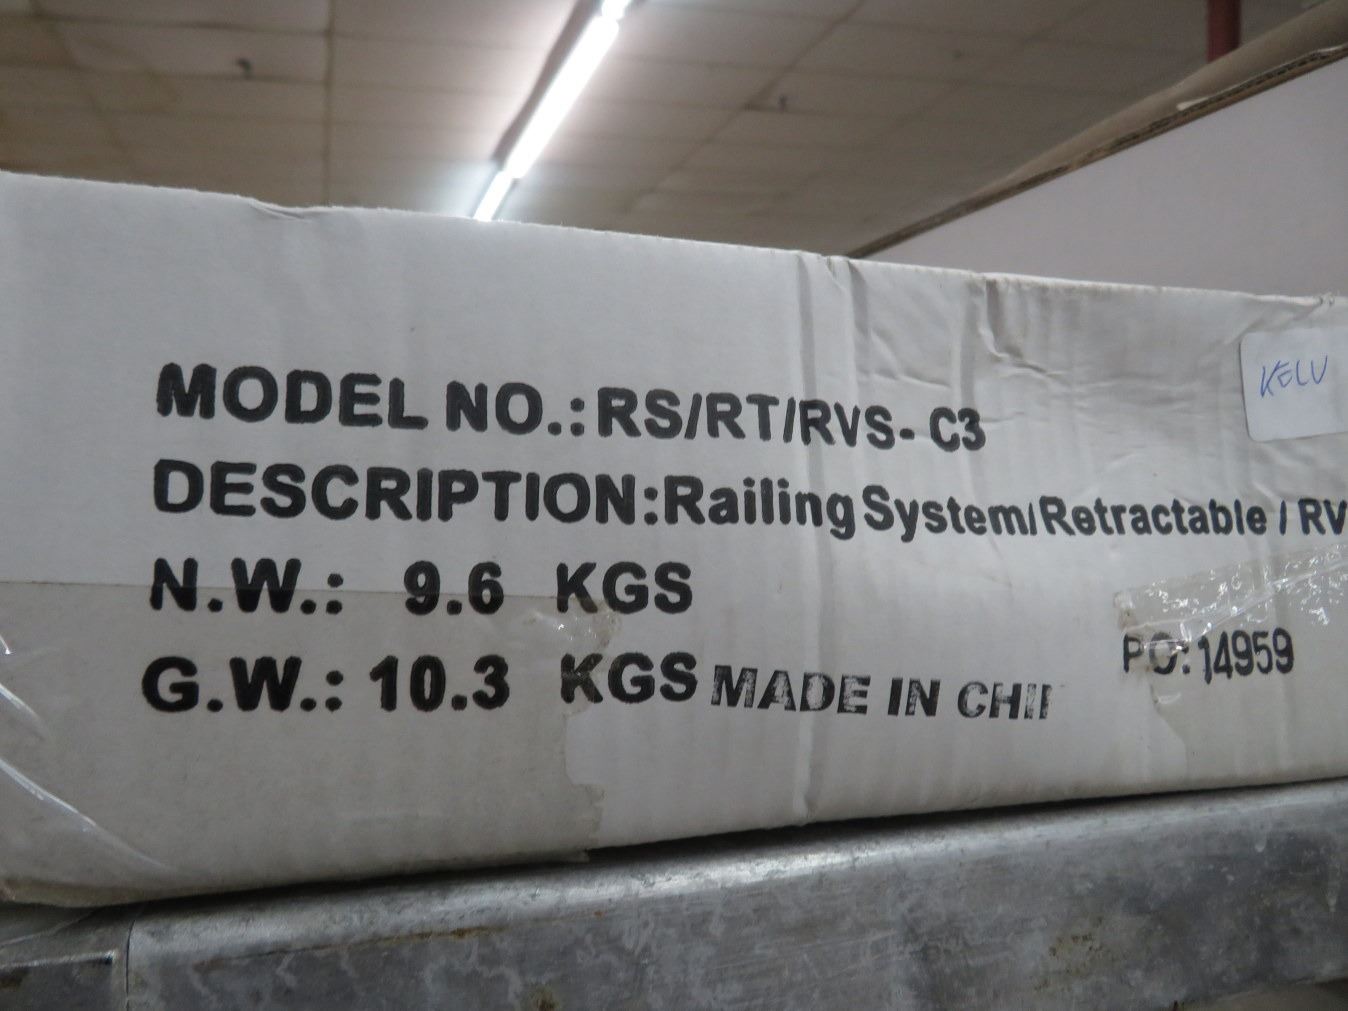 MODEL NO.: RS/RT/RVS- C3
KELU
DESCRIPTION: Railing System/Retractable / RV
N.W.: 9.6 KGS
G.W.: 10.3 KGS MADE IN CHI
PO: 14959